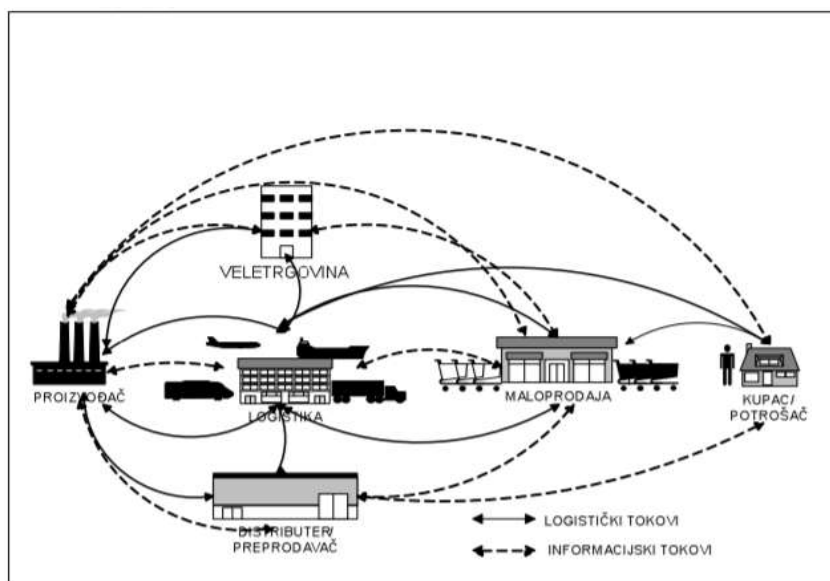 VELETRGOVINA
PROIZVOĐAČ
LOGISTIKA
MALOPRODAJA
KUPAC/
POTROŠAČ
DISTRIBUTER/
PREPRODAVAČ
LOGISTIČKI TOKOVI
INFORMACIJSKI TOKOVI